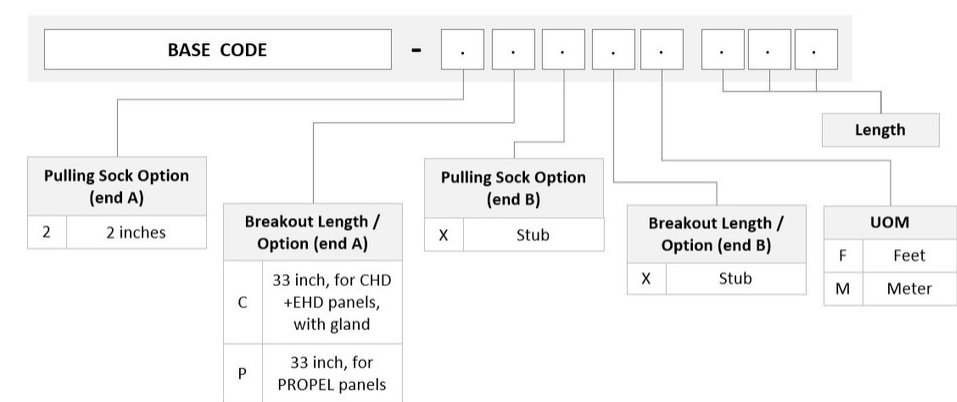 BASE CODE - . . . . . . . .
Length
Pulling Sock Option
(end A)
2 2 inches
Breakout Length /
Option (end A)
C 33 inch, for CHD
+EHD panels,
with gland
P 33 inch, for
PROPEL panels
Pulling Sock Option
(end B)
X Stub
Breakout Length /
Option (end B)
X Stub
UOM
F Feet
M Meter